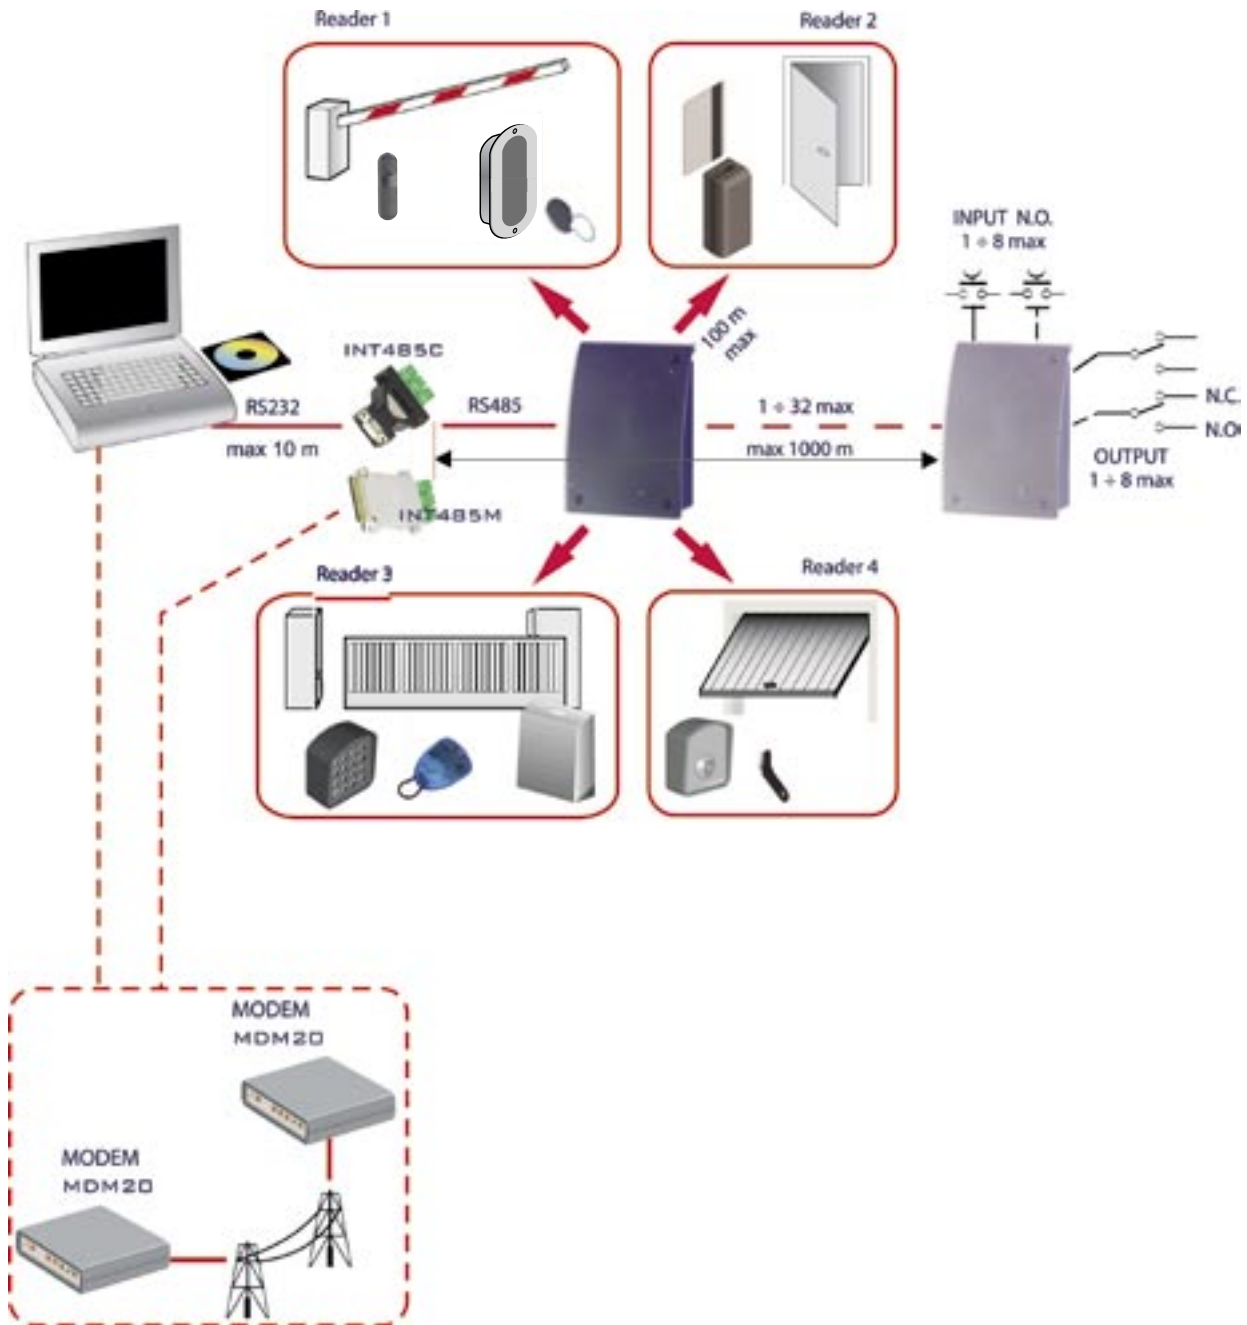 Reader 1
Reader 2
INPUT N.O.
1 ÷ 8 max
100 m
max
INT485C
RS232
RS485
1 ÷ 32 max
N.C.
max 10 m
max 1000 m
N.O
OUTPUT
1 ÷ 8 max
INT485M
Reader 3
Reader 4
MODEM
MDM20
MODEM
MDM20